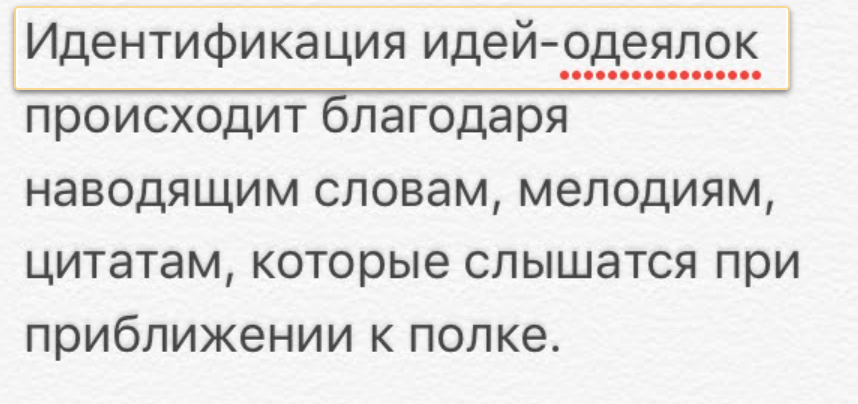 Идентификация идей-одеялок
происходит благодаря
наводящим словам, мелодиям,
цитатам, которые слышатся при
приближении к полке.